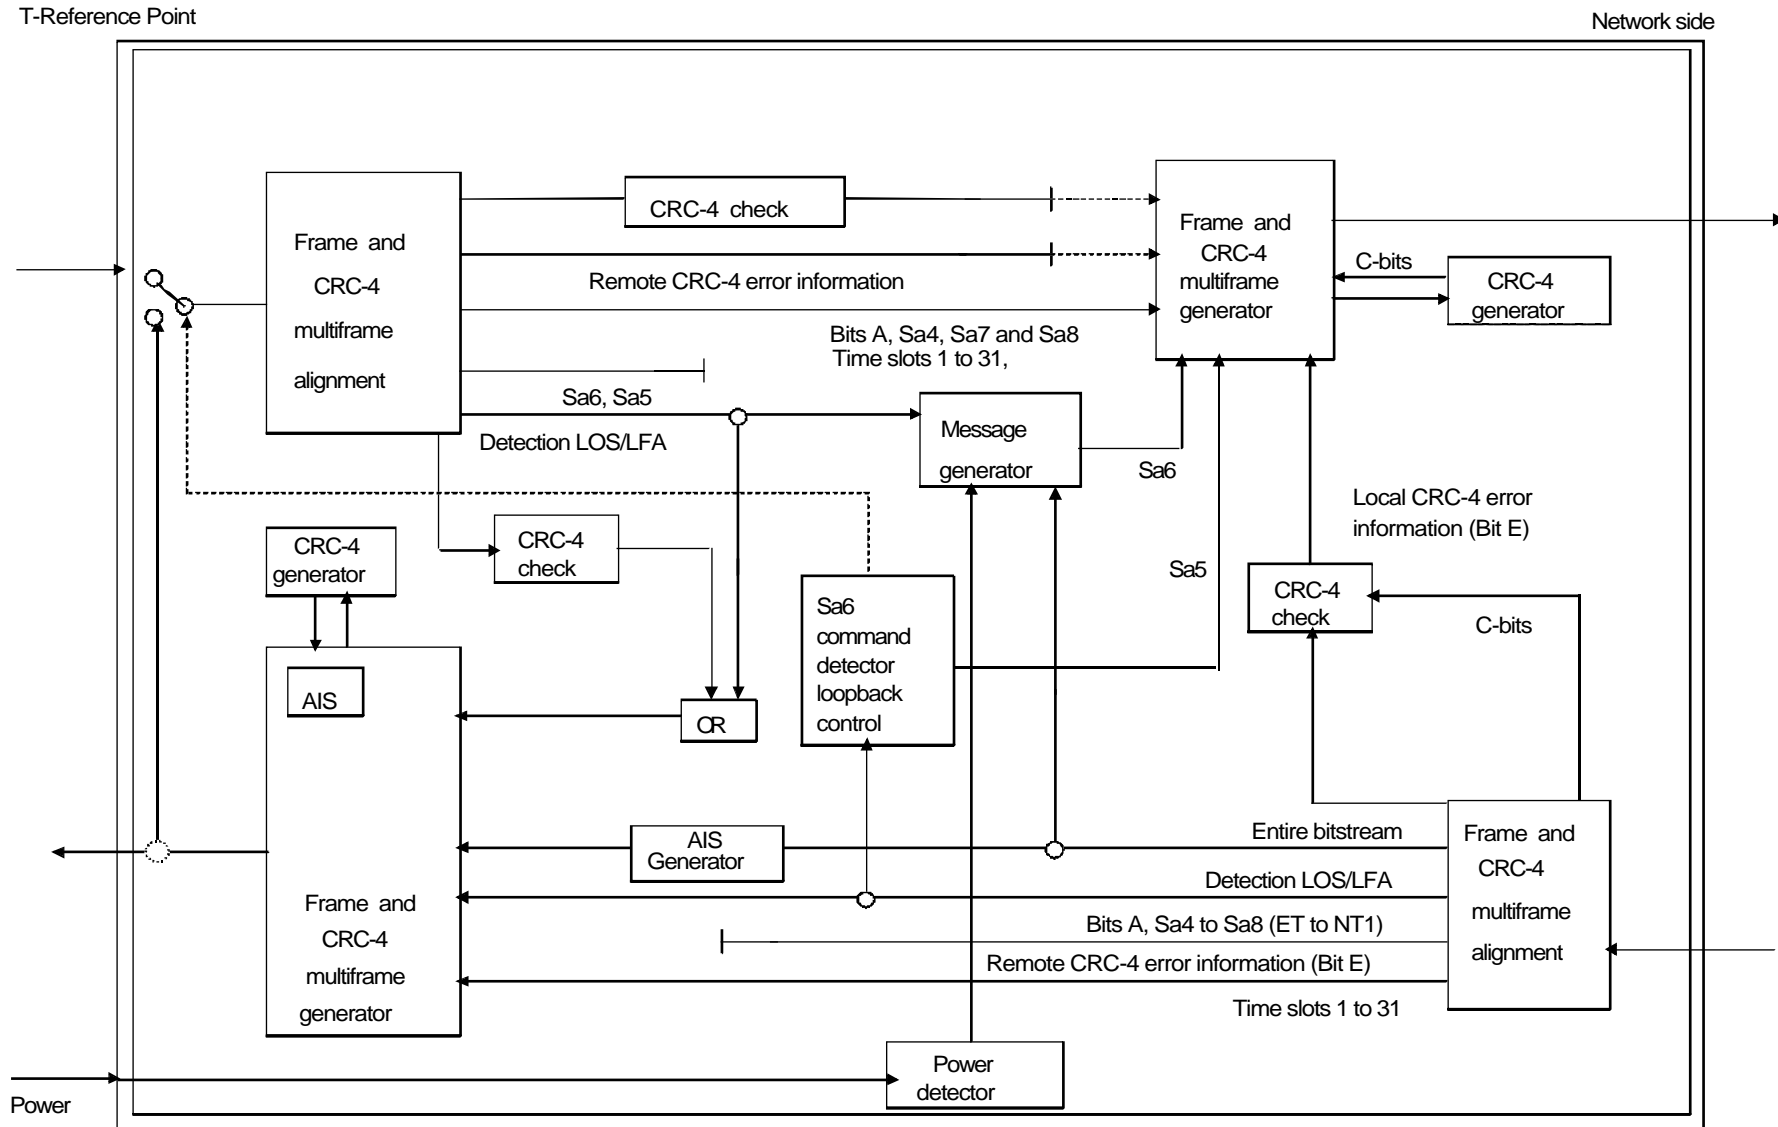 T-Reference Point
Network side
CRC-4 check
Frame and
CRC-4
multiframe
alignment
Frame and
CRC-4
multiframe
generator
Remote CRC-4 error information
C-bits
CRC-4
generator
Bits A, Sa4, Sa7 and Sa8
Time slots 1 to 31,
Sa6, Sa5
Detection LOS/LFA
Message
generator
Sa6
Local CRC-4 error
information (Bit E)
CRC-4
generator
CRC-4
check
Sa5
Sa6
command
detector
loopback
control
CRC-4
check
C-bits
AIS
OR
AIS
Generator
Entire bitstream
Detection LOS/LFA
Bits A, Sa4 to Sa8 (ET to NT1)
Remote CRC-4 error information (Bit E)
Time slots 1 to 31
Frame and
CRC-4
multiframe
alignment
Frame and
CRC-4
multiframe
generator
Power
detector
Power